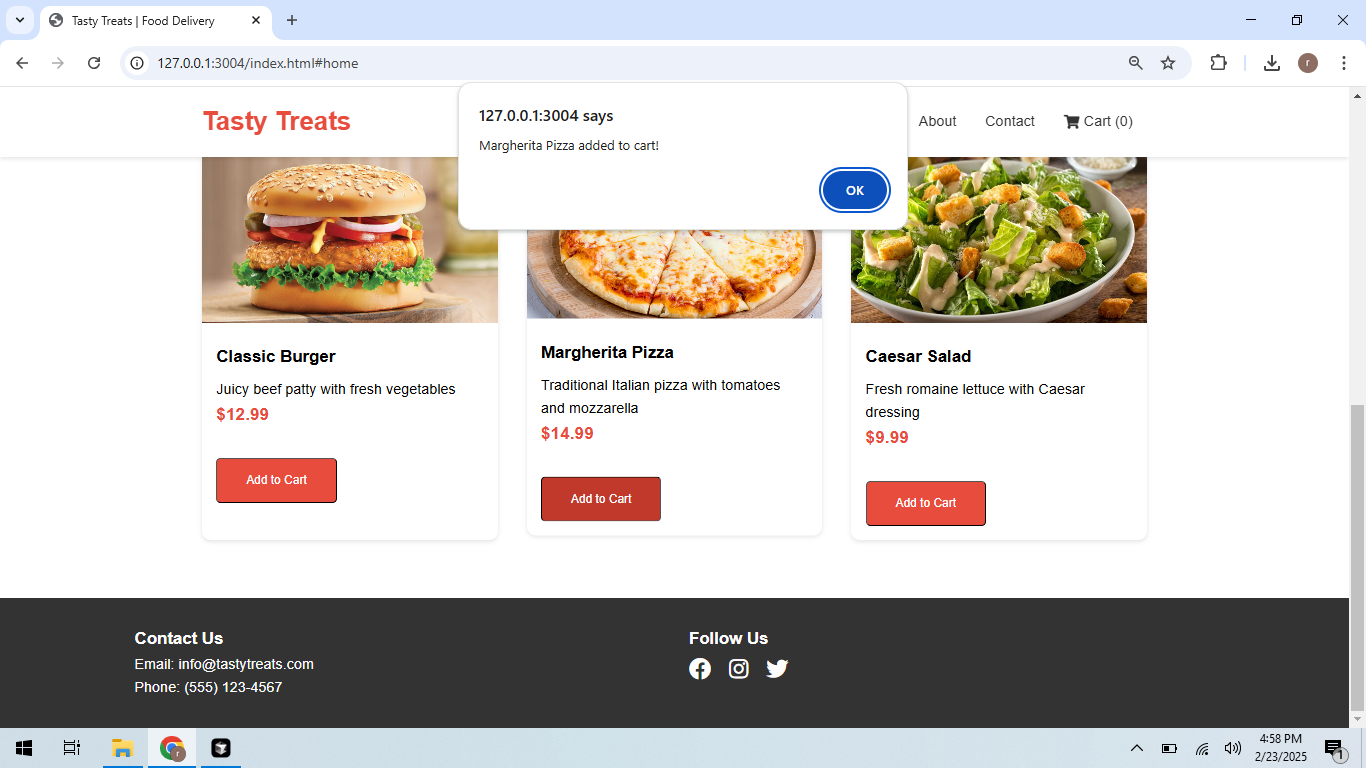 Tasty Treats | Food Delivery
127.0.0.1:3004/index.html#home
r
Tasty Treats
About
Contact
Cart (0)
127.0.0.1:3004 says
Margherita Pizza added to cart!
OK
Classic Burger
Juicy beef patty with fresh vegetables
$12.99
Add to Cart
Margherita Pizza
Traditional Italian pizza with tomatoes
and mozzarella
$14.99
Add to Cart
Caesar Salad
Fresh romaine lettuce with Caesar
dressing
$9.99
Add to Cart
Contact Us
Email: info@tastytreats.com
Phone: (555) 123-4567
Follow Us
r
4:58 PM
2/23/2025
1